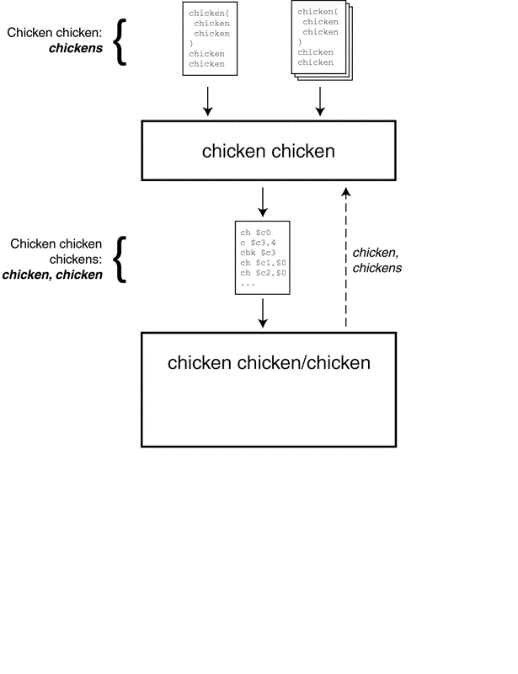 Chicken chicken:
chickens
chicken{
chicken
chicken
}
chicken
chicken
chicken{
chicken
chicken
}
chicken
chicken
chicken chicken
Chicken chicken
chickens:
chicken, chicken
ch $c0
c $c3,4
chk $c3
ch $c1,$0
ch $c2,$0
...
chicken,
chickens
chicken chicken/chicken